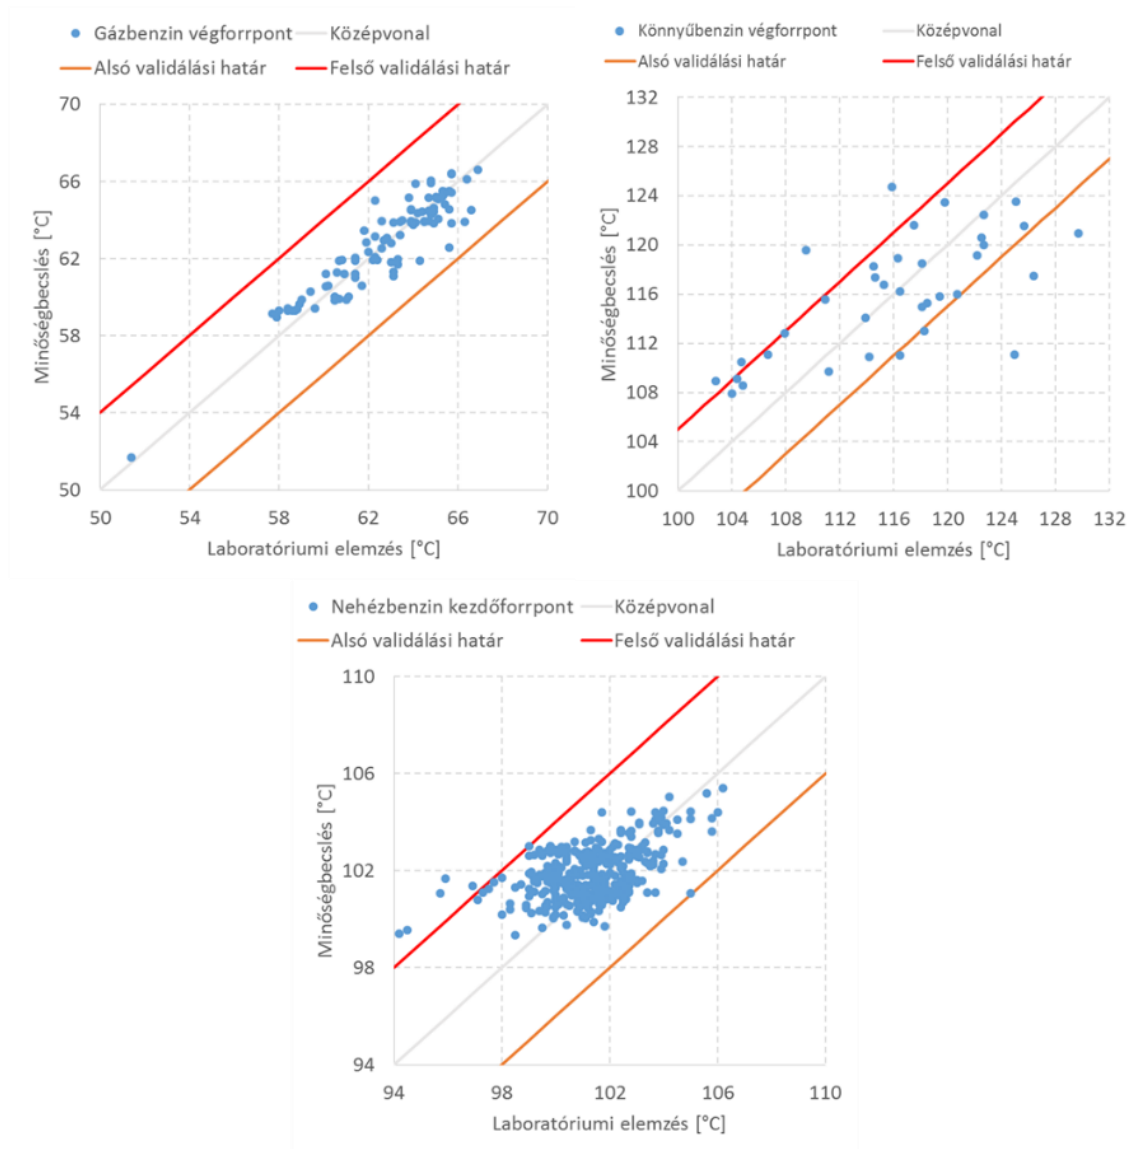 Gázbenzin végforrpont
Középvonal
Alsó validálási határ
Felső validálási határ
70
66
62
58
54
50
50 54 58 62 66 70
Minőségbecslés [°C]
Laboratóriumi elemzés [°C]
Könnyűbenzin végforrpont
Középvonal
Alsó validálási határ
Felső validálási határ
132
128
124
120
116
112
108
104
100
100 104 108 112 116 120 124 128 132
Minőségbecslés [°C]
Laboratóriumi elemzés [°C]
Nehézbenzin kezdőforrpont
Középvonal
Alsó validálási határ
Felső validálási határ
110
106
102
98
94
94 98 102 106 110
Minőségbecslés [°C]
Laboratóriumi elemzés [°C]